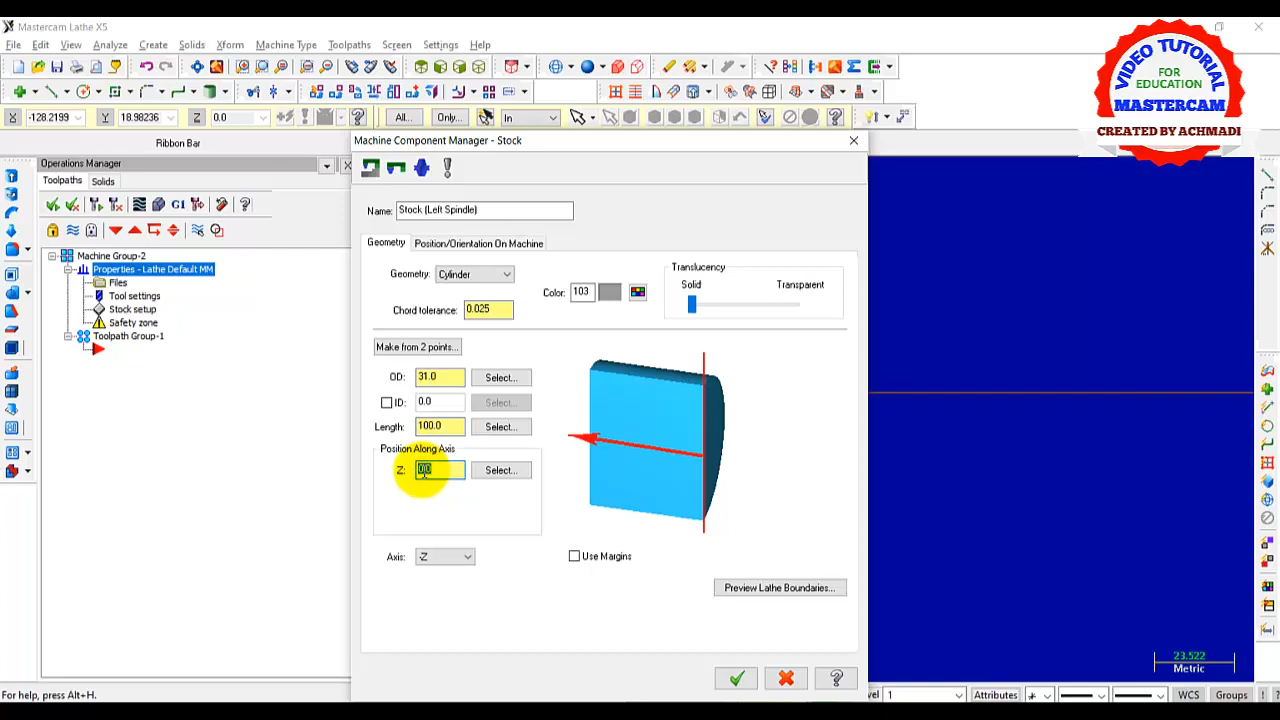 Mastercam Lathe X5
File Edit View Analyze Create Solids Xform Machine Type Toolpaths Screen Settings Help
X -128.2199 Y 18.98236 Z 0.0 All... Only... In
Ribbon Bar
Operations Manager
Toolpaths Solids
G1
Machine Group-2
Properties - Lathe Default MM
Files
Tool settings
Stock setup
Safety zone
Toolpath Group-1
Machine Component Manager - Stock
Name: Stock (Left Spindle)
Geometry Position/Orientation On Machine
Geometry: Cylinder
Color: 103
Translucency
Solid Transparent
Chord tolerance: 0.025
Make from 2 points...
OD: 31.0 Select...
ID: 0.0 Select...
Length: 100.0 Select...
Position Along Axis
Z: 0.0 Select...
Axis: -Z
Use Margins
Preview Lathe Boundaries...
VIDEO TUTORIAL
FOR
EDUCATION
MASTERCAM
CREATED BY ACHMADI
23.522
Metric
For help, press Alt+H.
1 Attributes WCS Groups